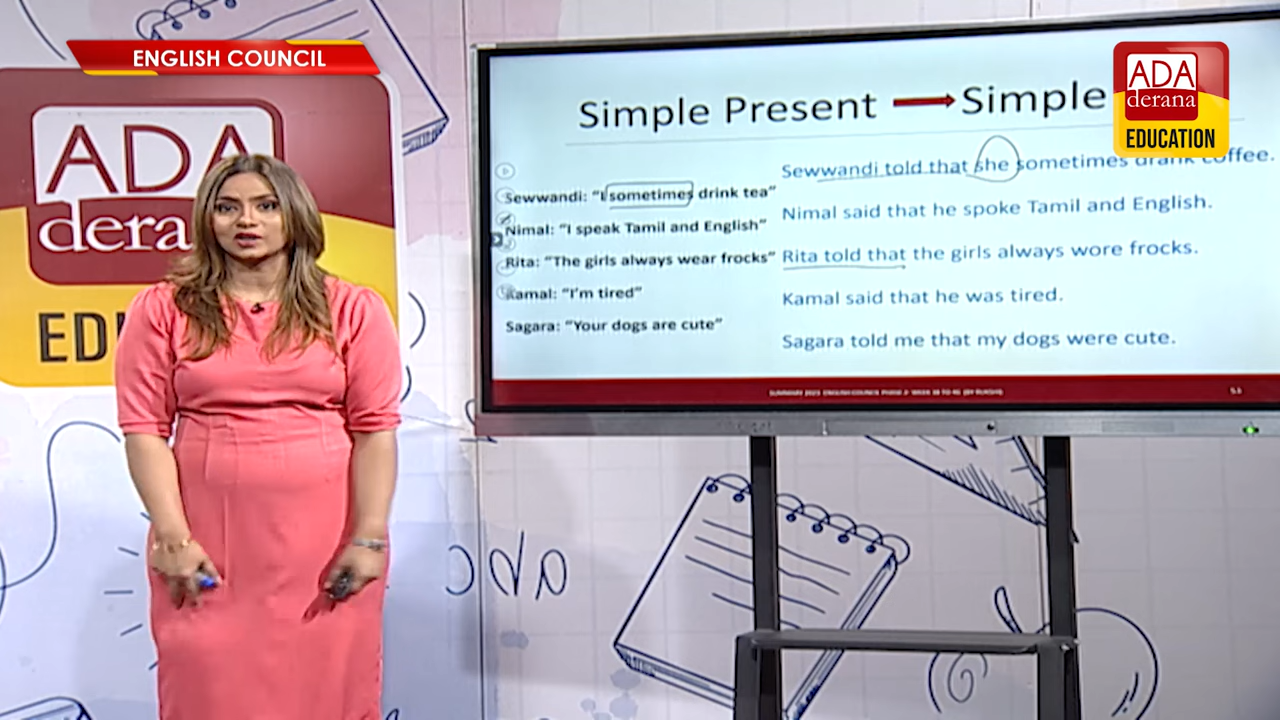 ENGLISH COUNCIL
ADA
derana
EDUCATION
ADA
derana
Simple Present → Simple
Sewwandi: “I sometimes drink tea”
Nimal: “I speak Tamil and English”
Rita: “The girls always wear frocks”
Kamal: “I’m tired”
Sagara: “Your dogs are cute”
Sewwandi told that she sometimes drank coffee.
Nimal said that he spoke Tamil and English.
Rita told that the girls always wore frocks.
Kamal said that he was tired.
Sagara told me that my dogs were cute.
abc